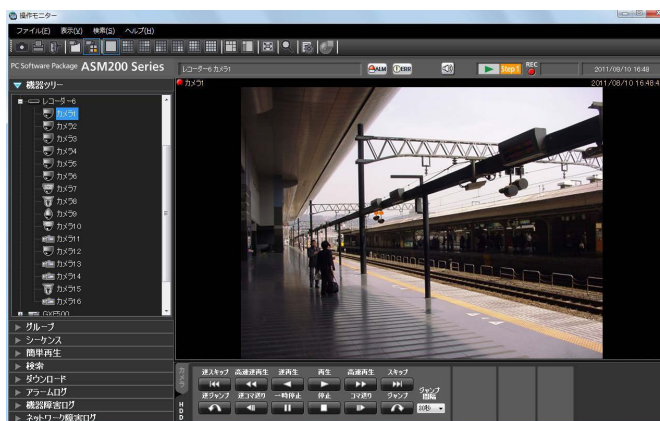 操作モニター
ファイル(F) 表示(V) 検索(S) ヘルプ(H)
PC Software Package ASM200 Series
レコーダー6 カメラ1
ALM
ERR
Step1
REC
2011/08/10 16:48
機器ツリー
カメラ1
2011/08/10 16:48:4
レコーダー6
カメラ1
カメラ2
カメラ3
カメラ4
カメラ5
カメラ6
カメラ7
カメラ8
カメラ9
カメラ10
カメラ11
カメラ12
カメラ13
カメラ14
カメラ15
カメラ16
GXE500
グループ
シーケンス
簡単再生
検索
ダウンロード
アラームログ
機器障害ログ
ネットワーク障害ログ
逆スキップ 高速逆再生 逆再生 再生 高速再生 スキップ
逆ジャンプ 逆コマ送り 一時停止 停止 コマ送り ジャンプ
ジャンプ間隔
30秒
HDD